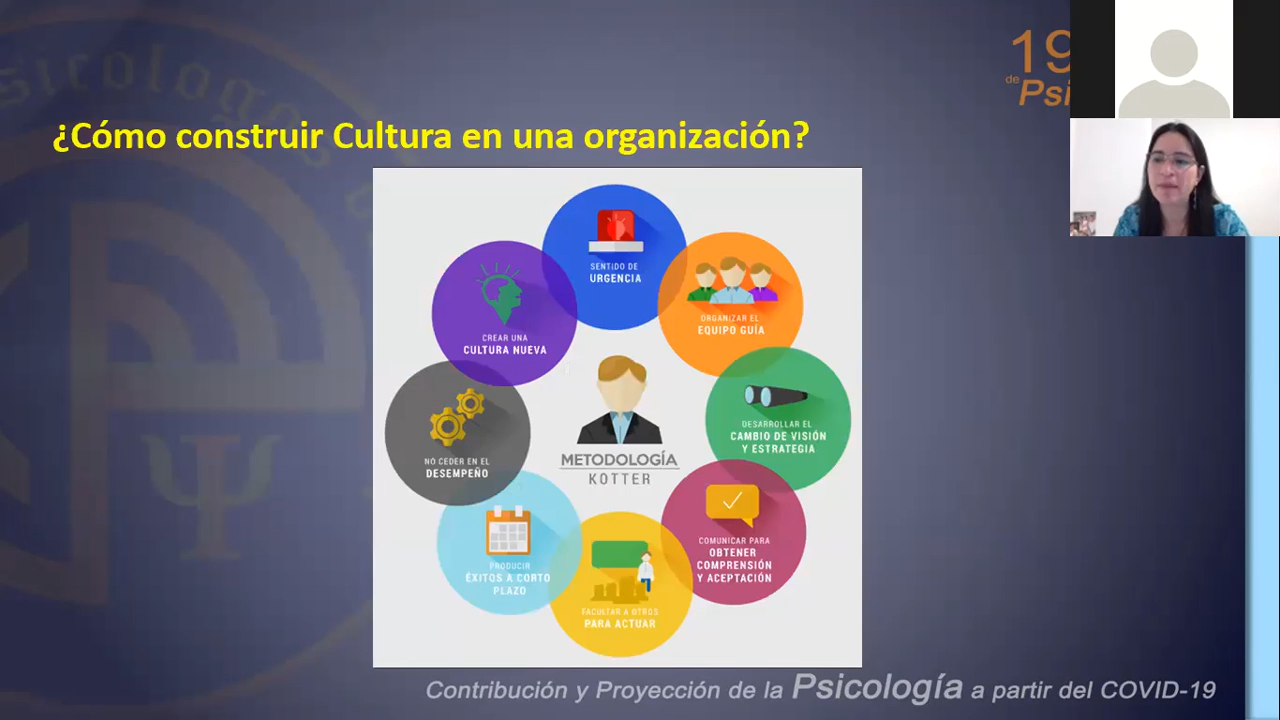 sicologos
19
de
Psi
¿Cómo construir Cultura en una organización?
SENTIDO DE
URGENCIA
ORGANIZAR EL
EQUIPO GUÍA
DESARROLLAR EL
CAMBIO DE VISIÓN
Y ESTRATEGIA
COMUNICAR PARA
OBTENER
COMPRENSIÓN
Y ACEPTACIÓN
FACULTAR A OTROS
PARA ACTUAR
PRODUCIR
ÉXITOS A CORTO
PLAZO
NO CEDER EN EL
DESEMPEÑO
CREAR UNA
CULTURA NUEVA
METODOLOGÍA
KOTTER
Contribución y Proyección de la Psicología a partir del COVID-19